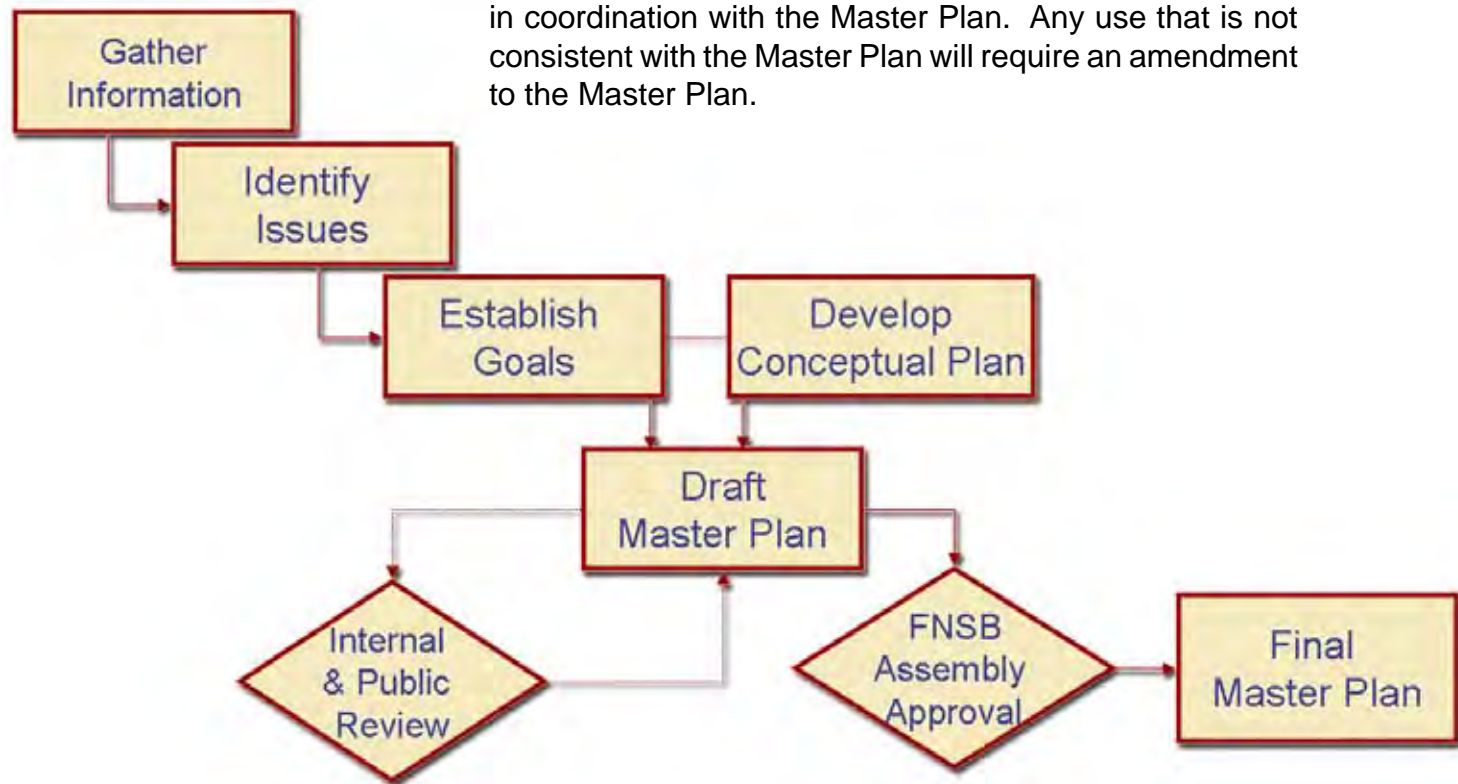 in coordination with the Master Plan. Any use that is not
consistent with the Master Plan will require an amendment
to the Master Plan.
Gather
Information
Identify
Issues
Establish
Goals
Develop
Conceptual Plan
Draft
Master Plan
Internal
& Public
Review
FNSB
Assembly
Approval
Final
Master Plan